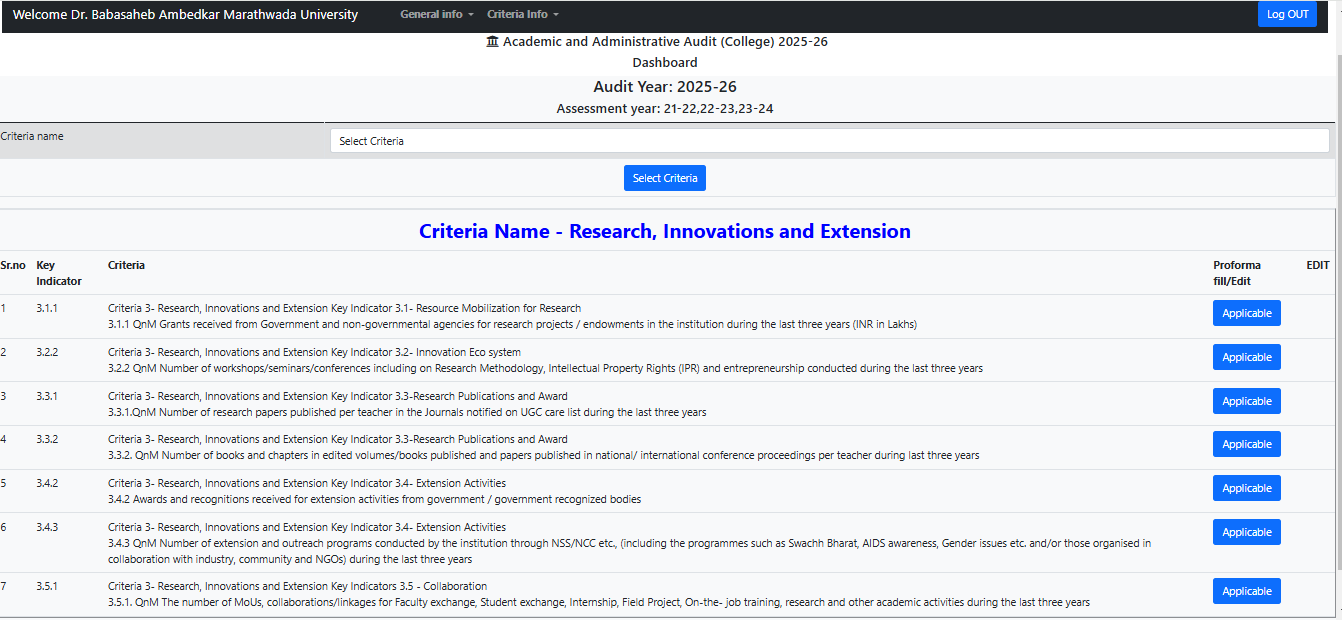 Welcome Dr. Babasaheb Ambedkar Marathwada University General info Criteria Info Log OUT
Academic and Administrative Audit (College) 2025-26
Dashboard
Audit Year: 2025-26
Assessment year: 21-22,22-23,23-24
Criteria name Select Criteria
Select Criteria
Criteria Name - Research, Innovations and Extension
Sr.no Key Indicator Criteria Proforma fill/Edit EDIT
1 3.1.1 Criteria 3- Research, Innovations and Extension Key Indicator 3.1- Resource Mobilization for Research Applicable
3.1.1 QnM Grants received from Government and non-governmental agencies for research projects / endowments in the institution during the last three years (INR in Lakhs)
2 3.2.2 Criteria 3- Research, Innovations and Extension Key Indicator 3.2- Innovation Eco system Applicable
3.2.2 QnM Number of workshops/seminars/conferences including on Research Methodology, Intellectual Property Rights (IPR) and entrepreneurship conducted during the last three years
3 3.3.1 Criteria 3- Research, Innovations and Extension Key Indicator 3.3-Research Publications and Award Applicable
3.3.1.QnM Number of research papers published per teacher in the Journals notified on UGC care list during the last three years
4 3.3.2 Criteria 3- Research, Innovations and Extension Key Indicator 3.3-Research Publications and Award Applicable
3.3.2. QnM Number of books and chapters in edited volumes/books published and papers published in national/ international conference proceedings per teacher during last three years
5 3.4.2 Criteria 3- Research, Innovations and Extension Key Indicator 3.4- Extension Activities Applicable
3.4.2 Awards and recognitions received for extension activities from government / government recognized bodies
6 3.4.3 Criteria 3- Research, Innovations and Extension Key Indicator 3.4- Extension Activities Applicable
3.4.3 QnM Number of extension and outreach programs conducted by the institution through NSS/NCC etc., (including the programmes such as Swachh Bharat, AIDS awareness, Gender issues etc. and/or those organised in
collaboration with industry, community and NGOs) during the last three years
7 3.5.1 Criteria 3- Research, Innovations and Extension Key Indicators 3.5 - Collaboration Applicable
3.5.1. QnM The number of MoUs, collaborations/linkages for Faculty exchange, Student exchange, Internship, Field Project, On-the- job training, research and other academic activities during the last three years